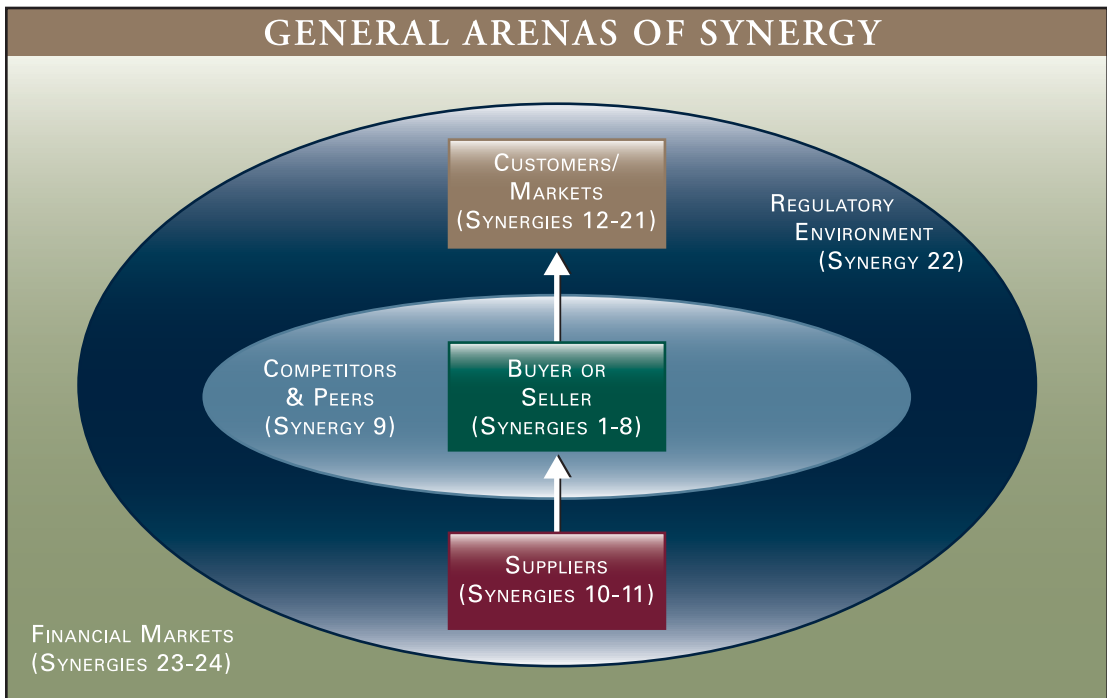 GENERAL ARENAS OF SYNERGY
CUSTOMERS/
MARKETS
(SYNERGIES 12-21)
REGULATORY
ENVIRONMENT
(SYNERGY 22)
COMPETITORS
& PEERS
(SYNERGY 9)
BUYER OR
SELLER
(SYNERGIES 1-8)
SUPPLIERS
(SYNERGIES 10-11)
FINANCIAL MARKETS
(SYNERGIES 23-24)